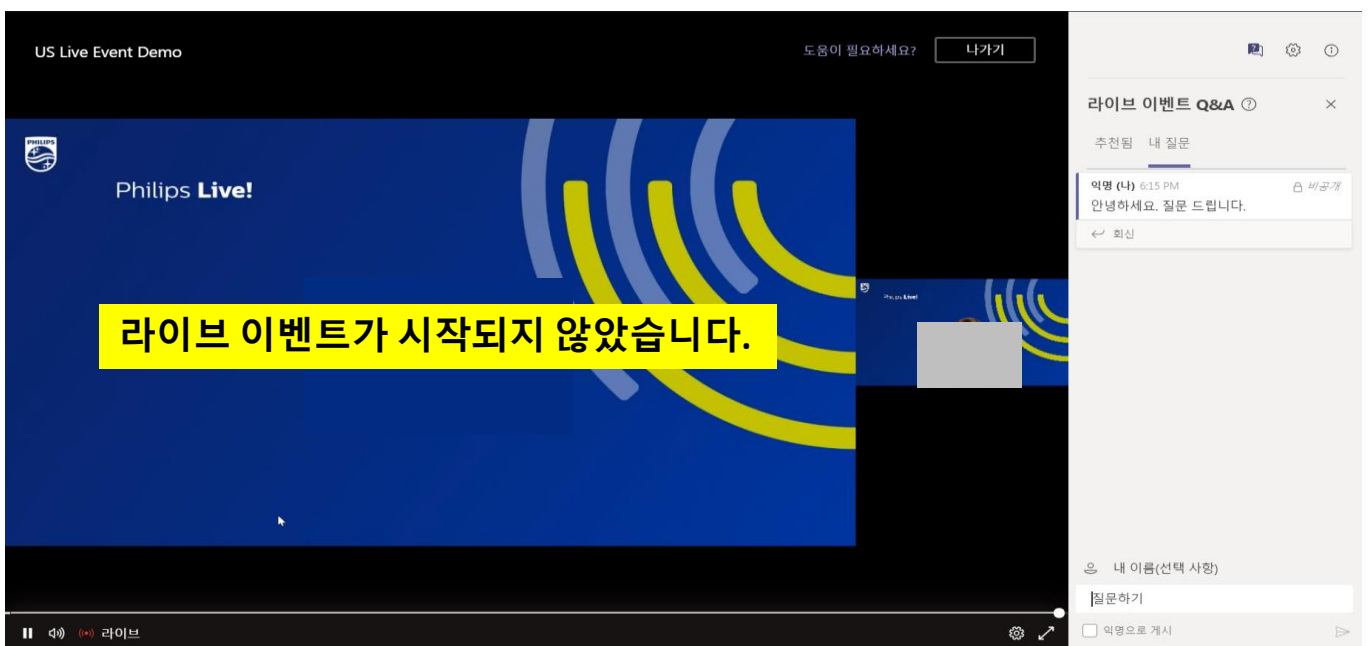 US Live Event Demo
도움이 필요하세요?
나가기
PHILIPS
Philips Live!
라이브 이벤트가 시작되지 않았습니다.
Philips Live!
라이브
라이브 이벤트 Q&A
추천됨 내 질문
익명 (나) 6:15 PM 비공개
안녕하세요. 질문 드립니다.
회신
내 이름(선택 사항)
질문하기
익명으로 게시